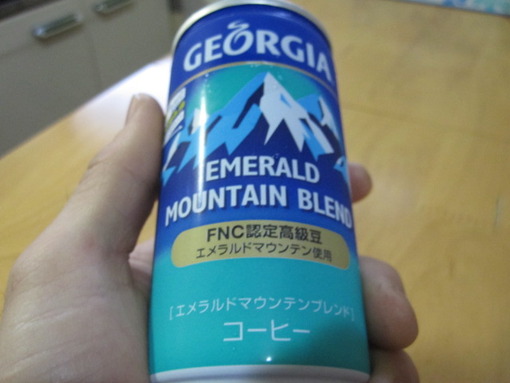 GEORGIA
EMERALD
MOUNTAIN BLEND
FNC認定高級豆
エメラルドマウンテン使用
[エメラルドマウンテンブレンド]
コーヒー